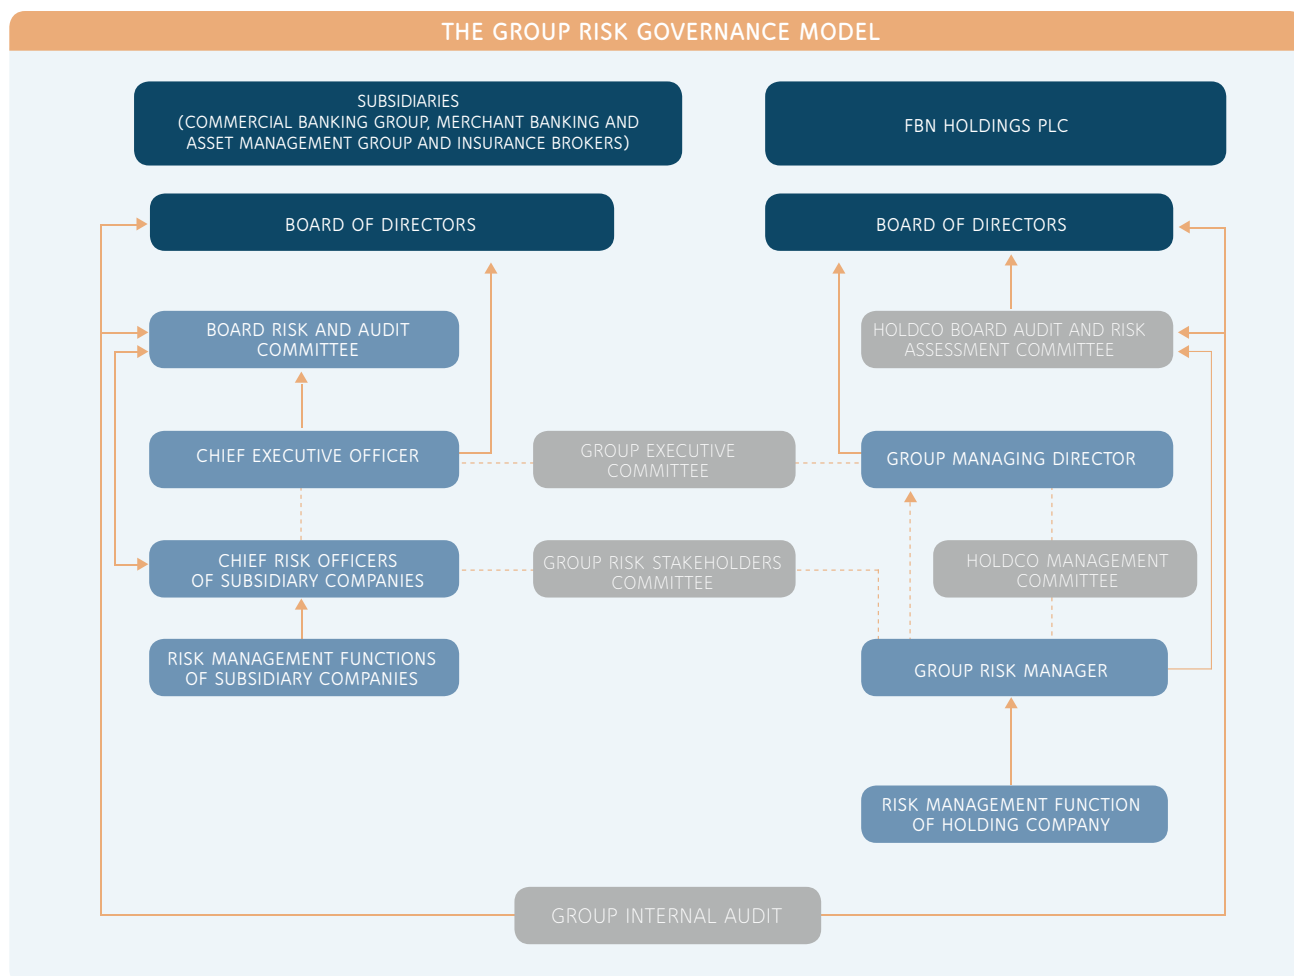 THE GROUP RISK GOVERNANCE MODEL
SUBSIDIARIES
(COMMERCIAL BANKING GROUP, MERCHANT BANKING AND
ASSET MANAGEMENT GROUP AND INSURANCE BROKERS)
FBN HOLDINGS PLC
BOARD OF DIRECTORS
BOARD OF DIRECTORS
BOARD RISK AND AUDIT
COMMITTEE
HOLDCO BOARD AUDIT AND RISK
ASSESSMENT COMMITTEE
CHIEF EXECUTIVE OFFICER
GROUP EXECUTIVE
COMMITTEE
GROUP MANAGING DIRECTOR
CHIEF RISK OFFICERS
OF SUBSIDIARY COMPANIES
GROUP RISK STAKEHOLDERS
COMMITTEE
HOLDCO MANAGEMENT
COMMITTEE
RISK MANAGEMENT FUNCTIONS
OF SUBSIDIARY COMPANIES
GROUP RISK MANAGER
RISK MANAGEMENT FUNCTION
OF HOLDING COMPANY
GROUP INTERNAL AUDIT